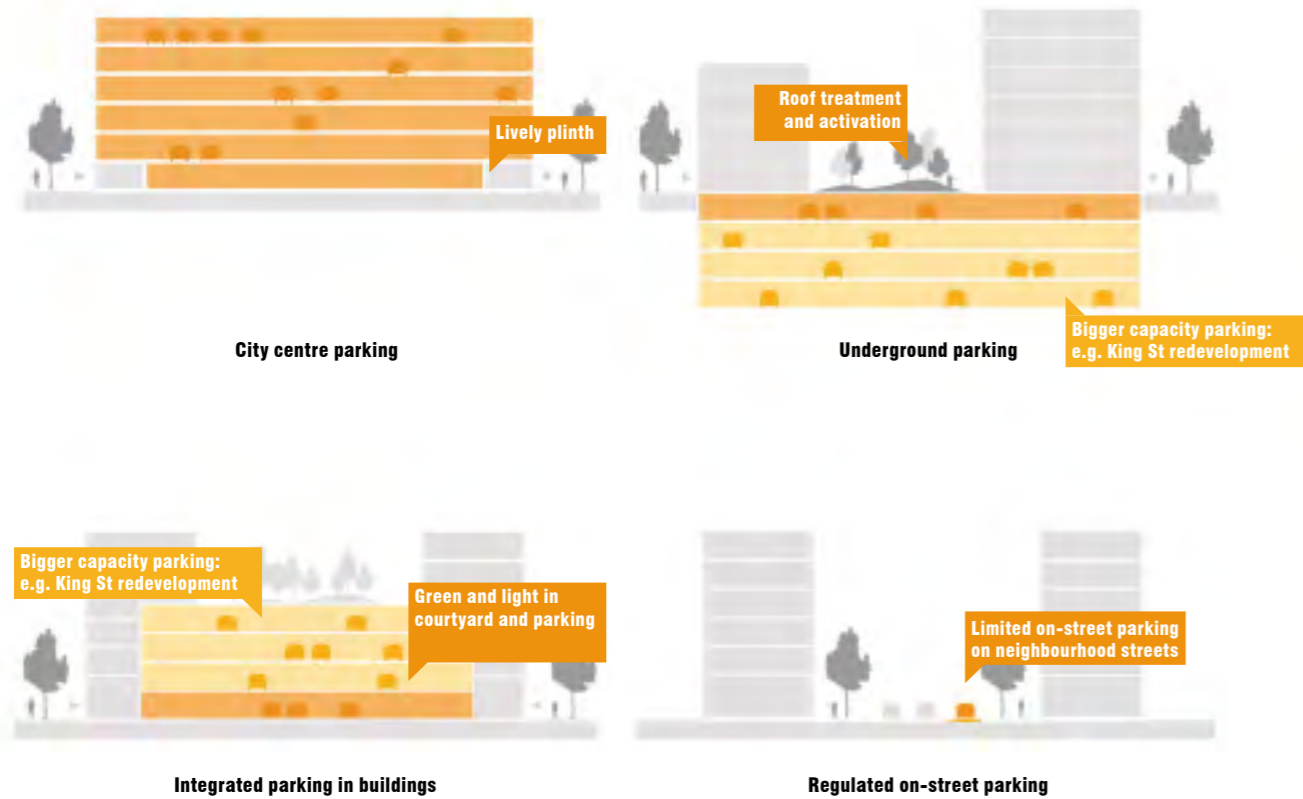 Lively plinth
City centre parking
Roof treatment
and activation
Bigger capacity parking:
e.g. King St redevelopment
Underground parking
Bigger capacity parking:
e.g. King St redevelopment
Green and light in
courtyard and parking
Integrated parking in buildings
Limited on-street parking
on neighbourhood streets
Regulated on-street parking